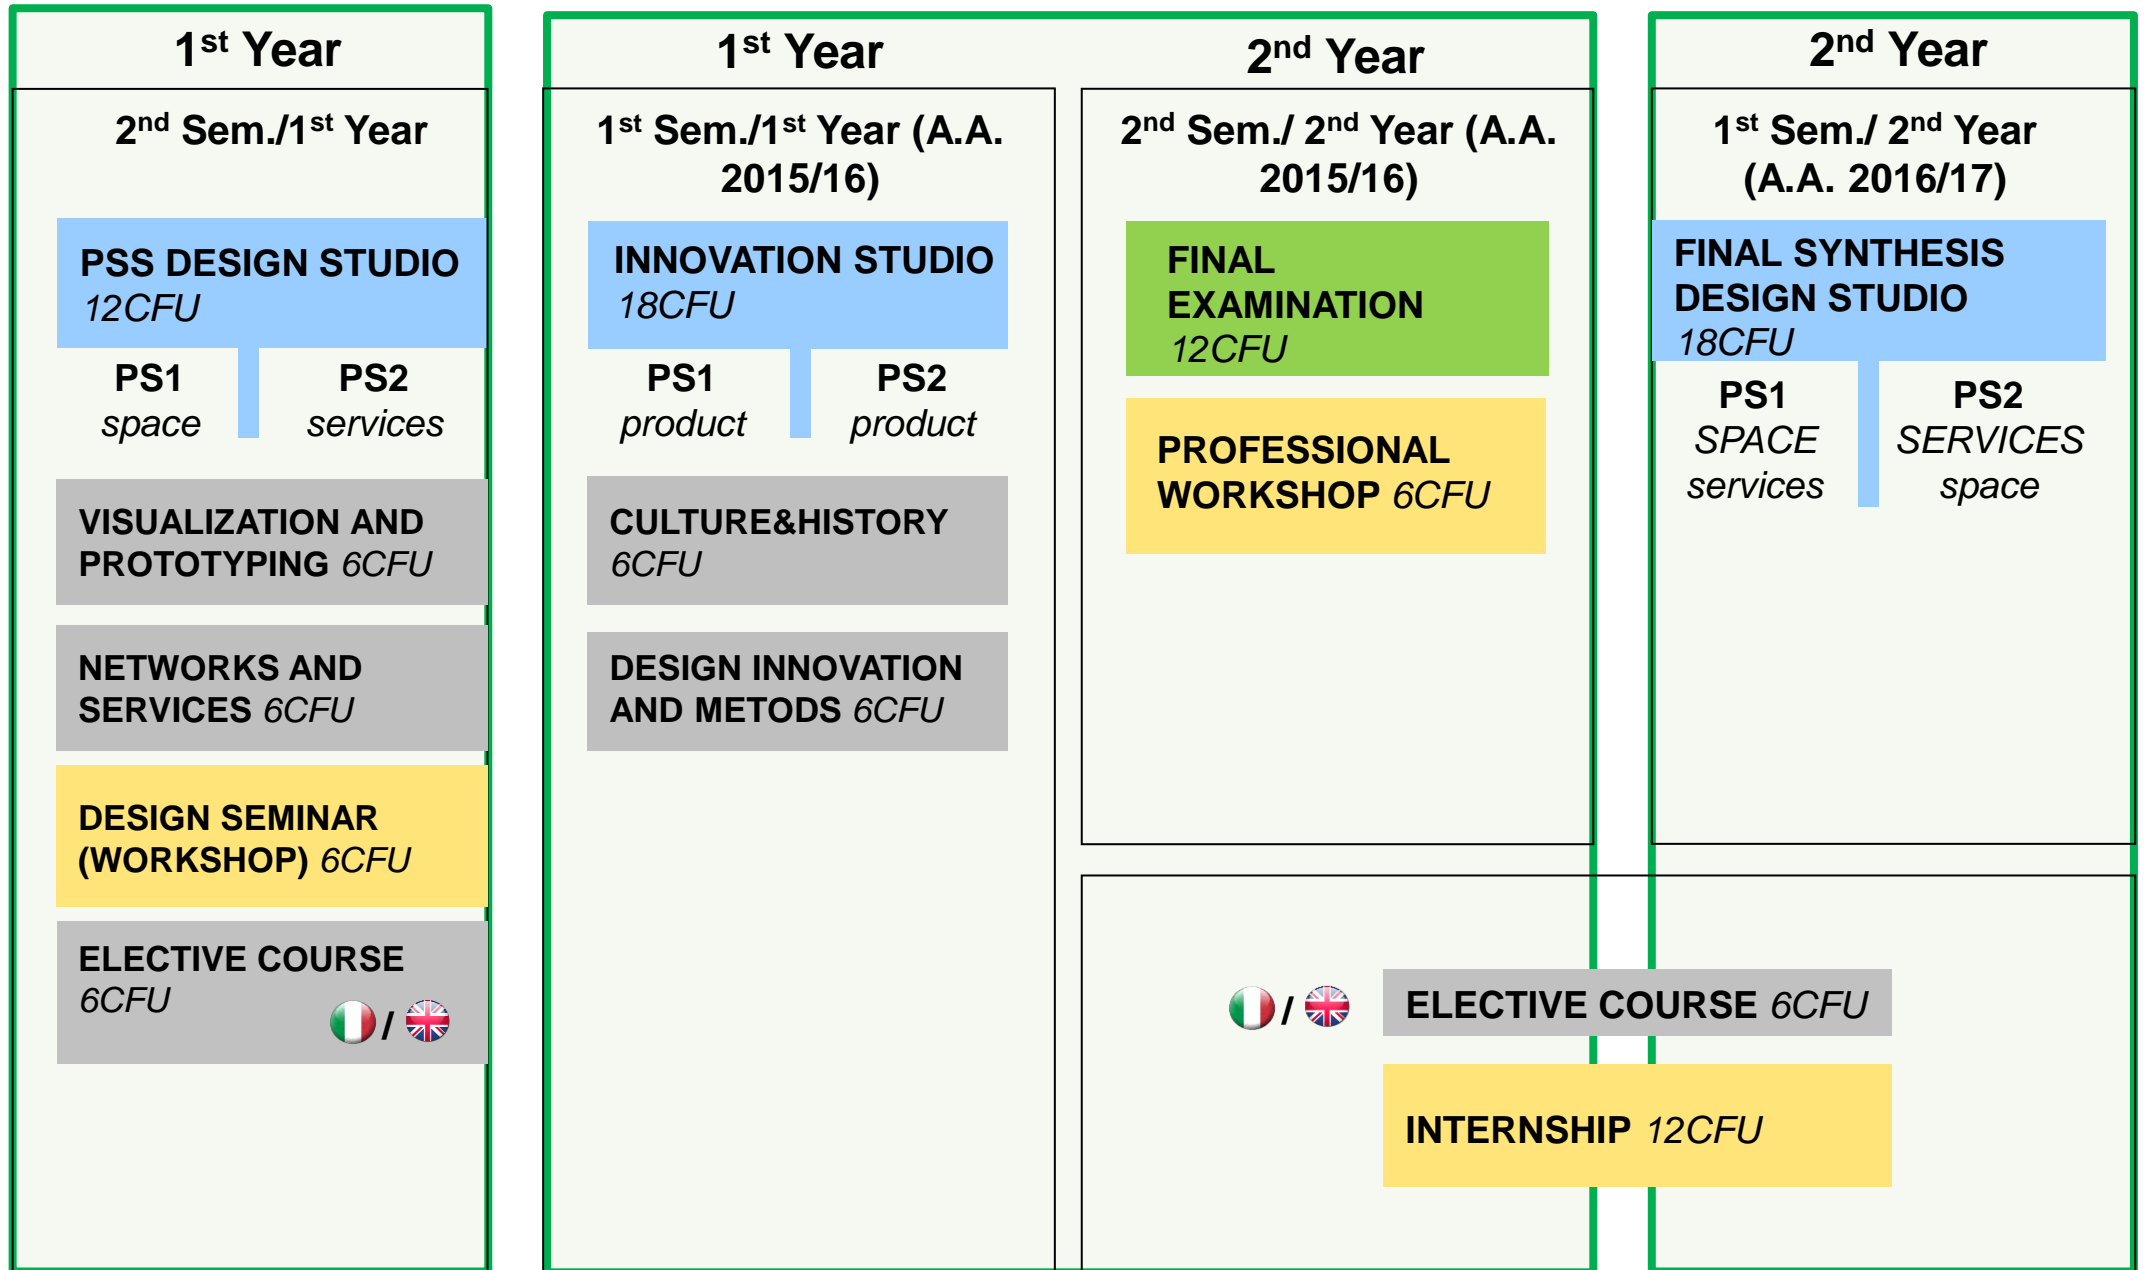 1st Year
2nd Sem./1st Year
PSS DESIGN STUDIO
12CFU
PS1
space
PS2
services
VISUALIZATION AND
PROTOTYPING 6CFU
NETWORKS AND
SERVICES 6CFU
DESIGN SEMINAR
(WORKSHOP) 6CFU
ELECTIVE COURSE
6CFU
/
1st Year
1st Sem./1st Year (A.A.
2015/16)
INNOVATION STUDIO
18CFU
PS1
product
PS2
product
CULTURE&HISTORY
6CFU
DESIGN INNOVATION
AND METODS 6CFU
2nd Year
2nd Sem./ 2nd Year (A.A.
2015/16)
FINAL
EXAMINATION
12CFU
PROFESSIONAL
WORKSHOP 6CFU
2nd Year
1st Sem./ 2nd Year
(A.A. 2016/17)
FINAL SYNTHESIS
DESIGN STUDIO
18CFU
PS1
SPACE
services
PS2
SERVICES
space
/
ELECTIVE COURSE 6CFU
INTERNSHIP 12CFU